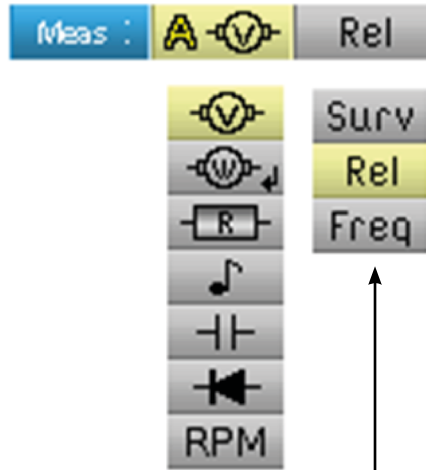 Meas : A V Rel
V Surv
W Rel
R Freq
RPM